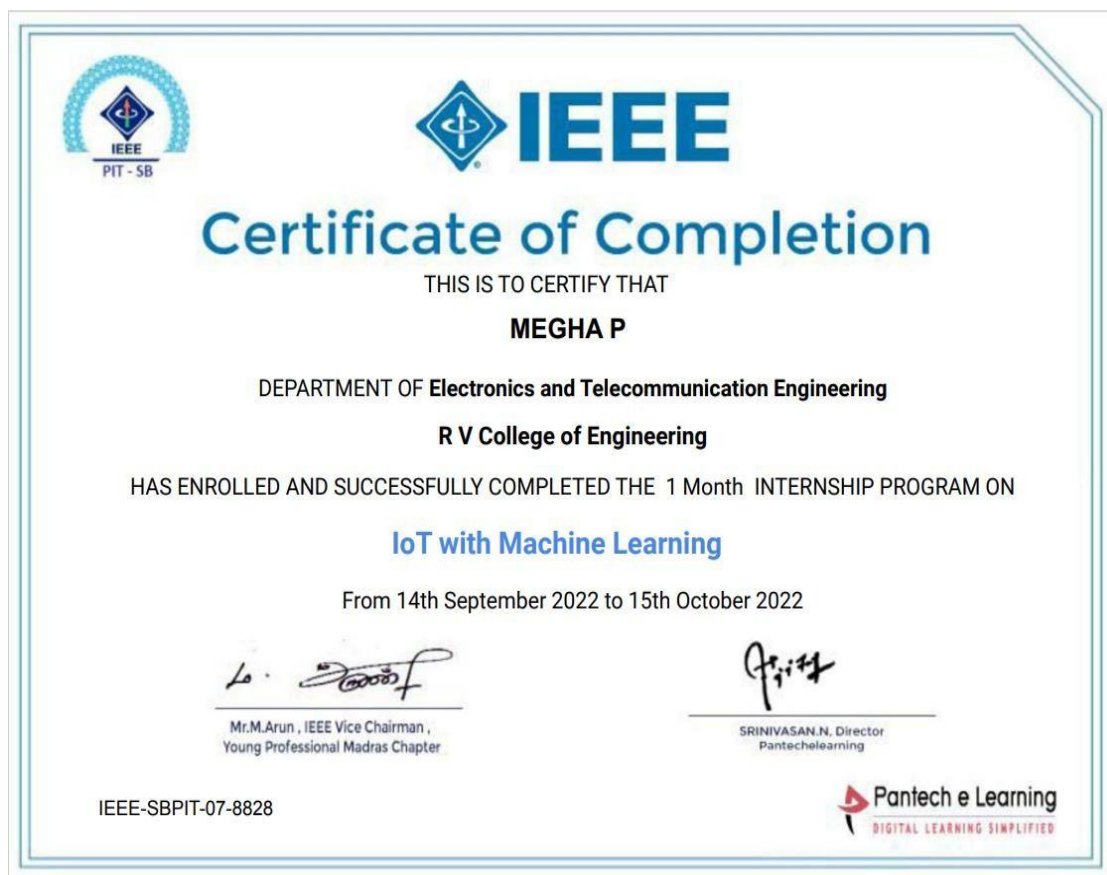 IEEE
PIT - SB
IEEE
Certificate of Completion
THIS IS TO CERTIFY THAT
MEGHA P
DEPARTMENT OF Electronics and Telecommunication Engineering
R V College of Engineering
HAS ENROLLED AND SUCCESSFULLY COMPLETED THE 1 Month INTERNSHIP PROGRAM ON
IoT with Machine Learning
From 14th September 2022 to 15th October 2022
Mr.M.Arun , IEEE Vice Chairman ,
Young Professional Madras Chapter
SRINIVASAN.N, Director
Pantechelearning
IEEE-SBPIT-07-8828
Pantech e Learning
DIGITAL LEARNING SIMPLIFIED